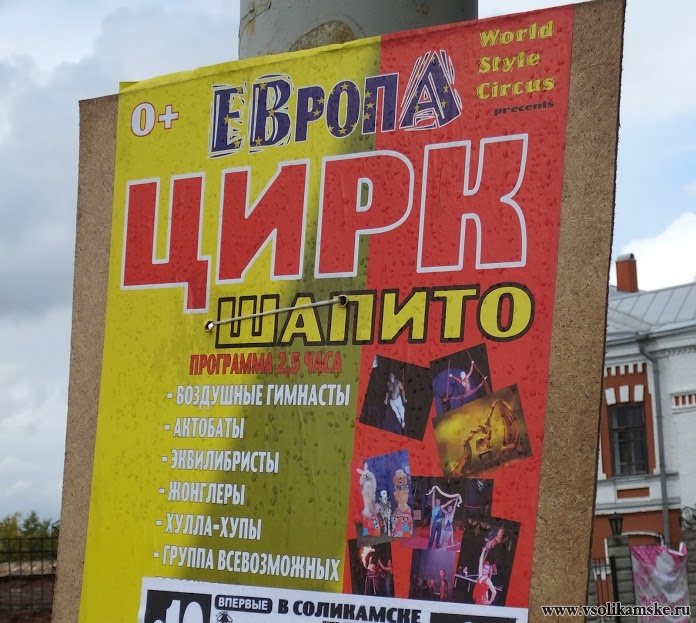 World
Style
Circus
precents
0+
ЕВРОПА
ЦИРК
ШАПИТО
ПРОГРАММА 2,5 ЧАСА
- ВОЗДУШНЫЕ ГИМНАСТЫ
- АКТОБАТЫ
- ЭКВИЛИБРИСТЫ
- ЖОНГЛЕРЫ
- ХУЛЛА-ХУПЫ
- ГРУППА ВСЕВОЗМОЖНЫХ
ВПЕРВЫЕ В СОЛИКАМСКЕ
www.vsolikamske.ru